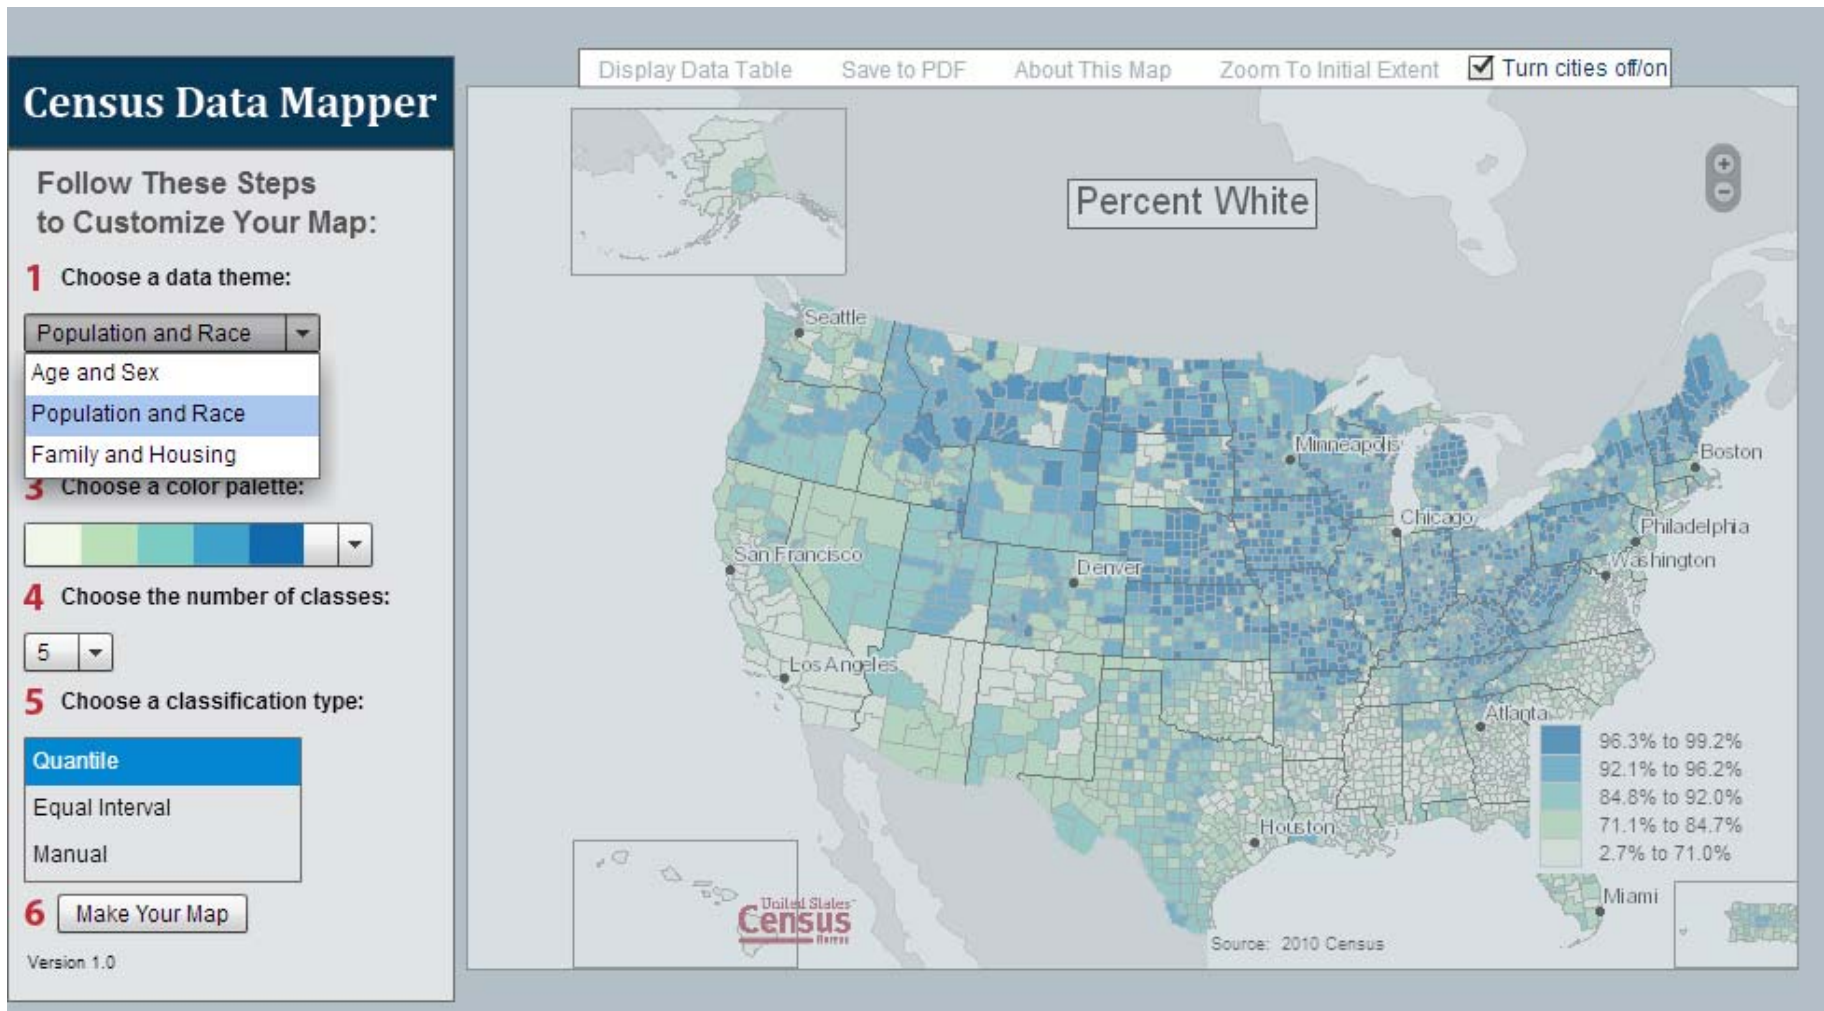 Display Data Table Save to PDF About This Map Zoom To Initial Extent Turn cities off/on
Census Data Mapper
Follow These Steps
to Customize Your Map:
1 Choose a data theme:
Population and Race
Age and Sex
Population and Race
Family and Housing
3 Choose a color palette:
4 Choose the number of classes:
5
5 Choose a classification type:
Quantile
Equal Interval
Manual
6 Make Your Map
Version 1.0
Percent White
+
−
Seattle
Minneapolis
Boston
Chicago
Philadelphia
San Francisco
Denver
Washington
Los Angeles
Atlanta
Houston
Miami
96.3% to 99.2%
92.1% to 96.2%
84.8% to 92.0%
71.1% to 84.7%
2.7% to 71.0%
United States
Census
Bureau
Source: 2010 Census